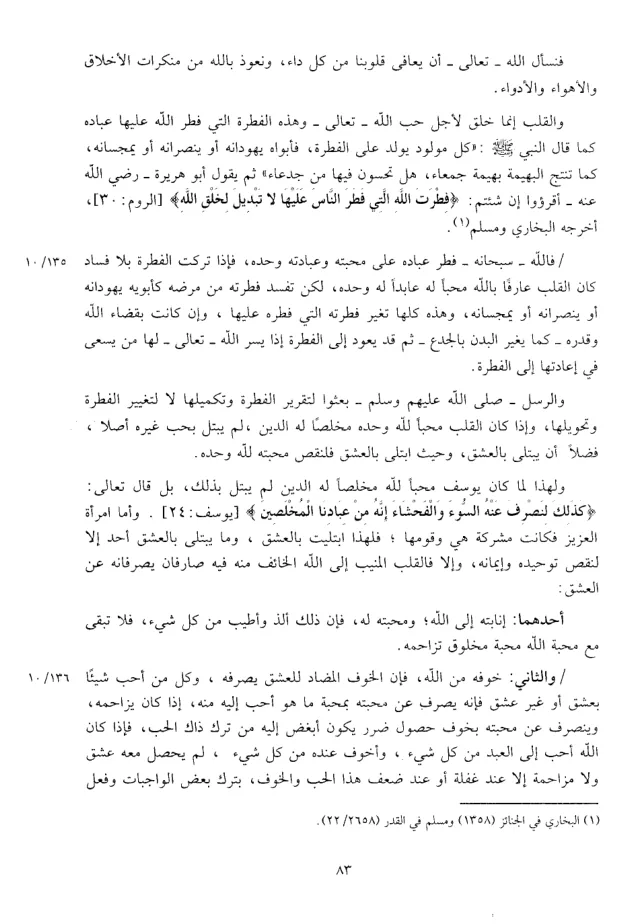 فنسأل الله ـ تعالى ـ أن يعافى قلوبنا من كل داء، ونعوذ بالله من منكرات الأخلاق
والأهواء والأدواء.
والقلب إنما خلق لأجل حب الله ـ تعالى ـ وهذه الفطرة التي فطر الله عليها عباده
كما قال النبي ﷺ : «كل مولود يولد على الفطرة، فأبواه يهودانه أو ينصرانه أو يمجسانه،
كما تنتج البهيمة بهيمة جمعاء، هل تحسون فيها من جدعاء» ثم يقول أبو هريرة ـ رضي الله
عنه ـ أقرؤوا إن شئتم: ﴿فِطْرَتَ اللَّهِ الَّتِي فَطَرَ النَّاسَ عَلَيْهَا لا تَبْدِيلَ لِخَلْقِ اللَّهِ﴾ [الروم: ٣٠]،
أخرجه البخاري ومسلم(١).
/ فالله ـ سبحانه ـ فطر عباده على محبته وعبادته وحده، فإذا تركت الفطرة بلا فساد ١٠/١٣٥
كان القلب عارفًا بالله محباً له عابداً له وحده، لكن تفسد فطرته من مرضه كأبويه يهودانه
أو ينصرانه أو يمجسانه، وهذه كلها تغير فطرته التي فطره عليها ، وإن كانت بقضاء الله
وقدره ـ كما يغير البدن بالجدع ـ ثم قد يعود إلى الفطرة إذا يسر الله ـ تعالى ـ لها من يسعى
في إعادتها إلى الفطرة.
والرسل ـ صلى الله عليهم وسلم ـ بعثوا لتقرير الفطرة وتكميلها لا لتغيير الفطرة
وتحويلها، وإذا كان القلب محباً لله وحده مخلصاً له الدين ،لم يبتل بحب غيره أصلا ،
فضلاً أن يبتلى بالعشق، وحيث ابتلى بالعشق فلنقص محبته لله وحده.
ولهذا لما كان يوسف محباً لله مخلصاً له الدين لم يبتل بذلك، بل قال تعالى:
﴿كَذَلِكَ لِنَصْرِفَ عَنْهُ السُّوءَ وَالْفَحْشَاءَ إِنَّهُ مِنْ عِبَادِنَا الْمُخْلَصِينَ ﴾ [يوسف: ٢٤] . وأما امرأة
العزيز فكانت مشركة هي وقومها ؛ فلهذا ابتليت بالعشق ، وما يبتلى بالعشق أحد إلا
لنقص توحيده وإيمانه، وإلا فالقلب المنيب إلى الله الخائف منه فيه صارفان يصرفانه عن
العشق:
أحدهما: إنابته إلى الله؛ ومحبته له، فإن ذلك ألذ وأطيب من كل شيء، فلا تبقى
مع محبة الله محبة مخلوق تزاحمه.
/ والثاني: خوفه من الله، فإن الخوف المضاد للعشق يصرفه ، وكل من أحب شيئًا ١٠/١٣٦
بعشق أو غير عشق فإنه يصرف عن محبته بمحبة ما هو أحب إليه منه، إذا كان يزاحمه،
وينصرف عن محبته بخوف حصول ضرر يكون أبغض إليه من ترك ذاك الحب، فإذا كان
الله أحب إلى العبد من كل شيء ، وأخوف عنده من كل شيء ، لم يحصل معه عشق
ولا مزاحمة إلا عند غفلة أو عند ضعف هذا الحب والخوف، بترك بعض الواجبات وفعل
(١) البخاري في الجنائز (١٣٥٨) ومسلم في القدر (٢٢/٢٦٥٨).
٨٣